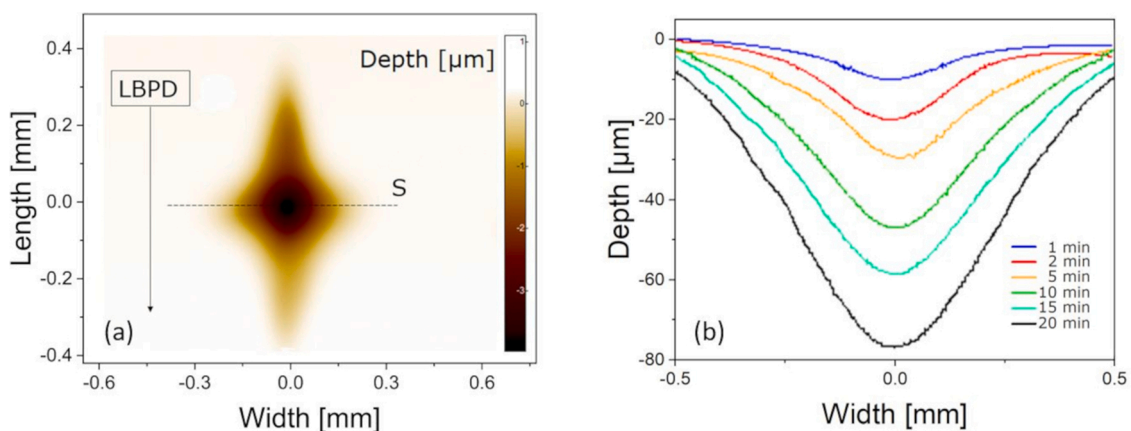 Depth [µm]
LBPD
S
(a)
0.4
0.2
0.0
-0.2
-0.4
Length [mm]
-0.6
-0.3
0.0
0.3
0.6
Width [mm]
0
-1
-2
-3
(b)
0
-20
-40
-60
-80
Depth [µm]
-0.5
0.0
0.5
Width [mm]
1 min
2 min
5 min
10 min
15 min
20 min